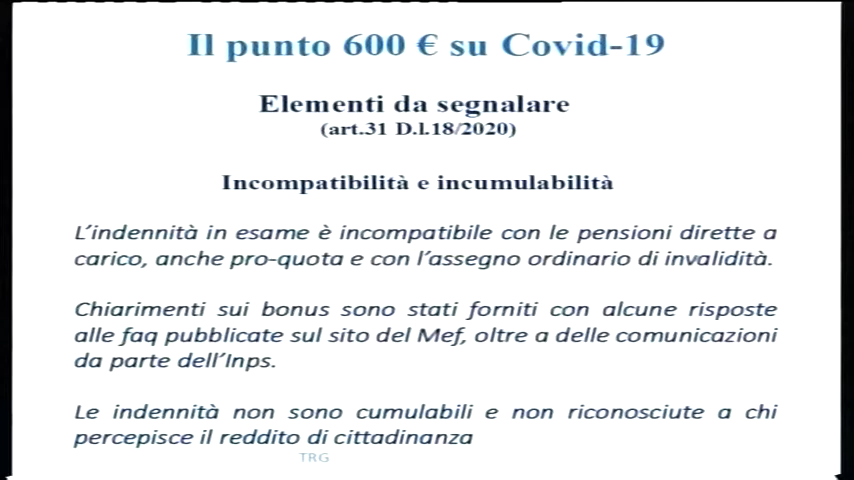 Il punto 600 € su Covid-19
Elementi da segnalare
(art.31 D.l.18/2020)
Incompatibilità e incumulabilità
L'indennità in esame è incompatibile con le pensioni dirette a
carico, anche pro-quota e con l'assegno ordinario di invalidità.
Chiarimenti sui bonus sono stati forniti con alcune risposte
alle faq pubblicate sul sito del Mef, oltre a delle comunicazioni
da parte dell'Inps.
Le indennità non sono cumulabili e non riconosciute a chi
percepisce il reddito di cittadinanza
TRG